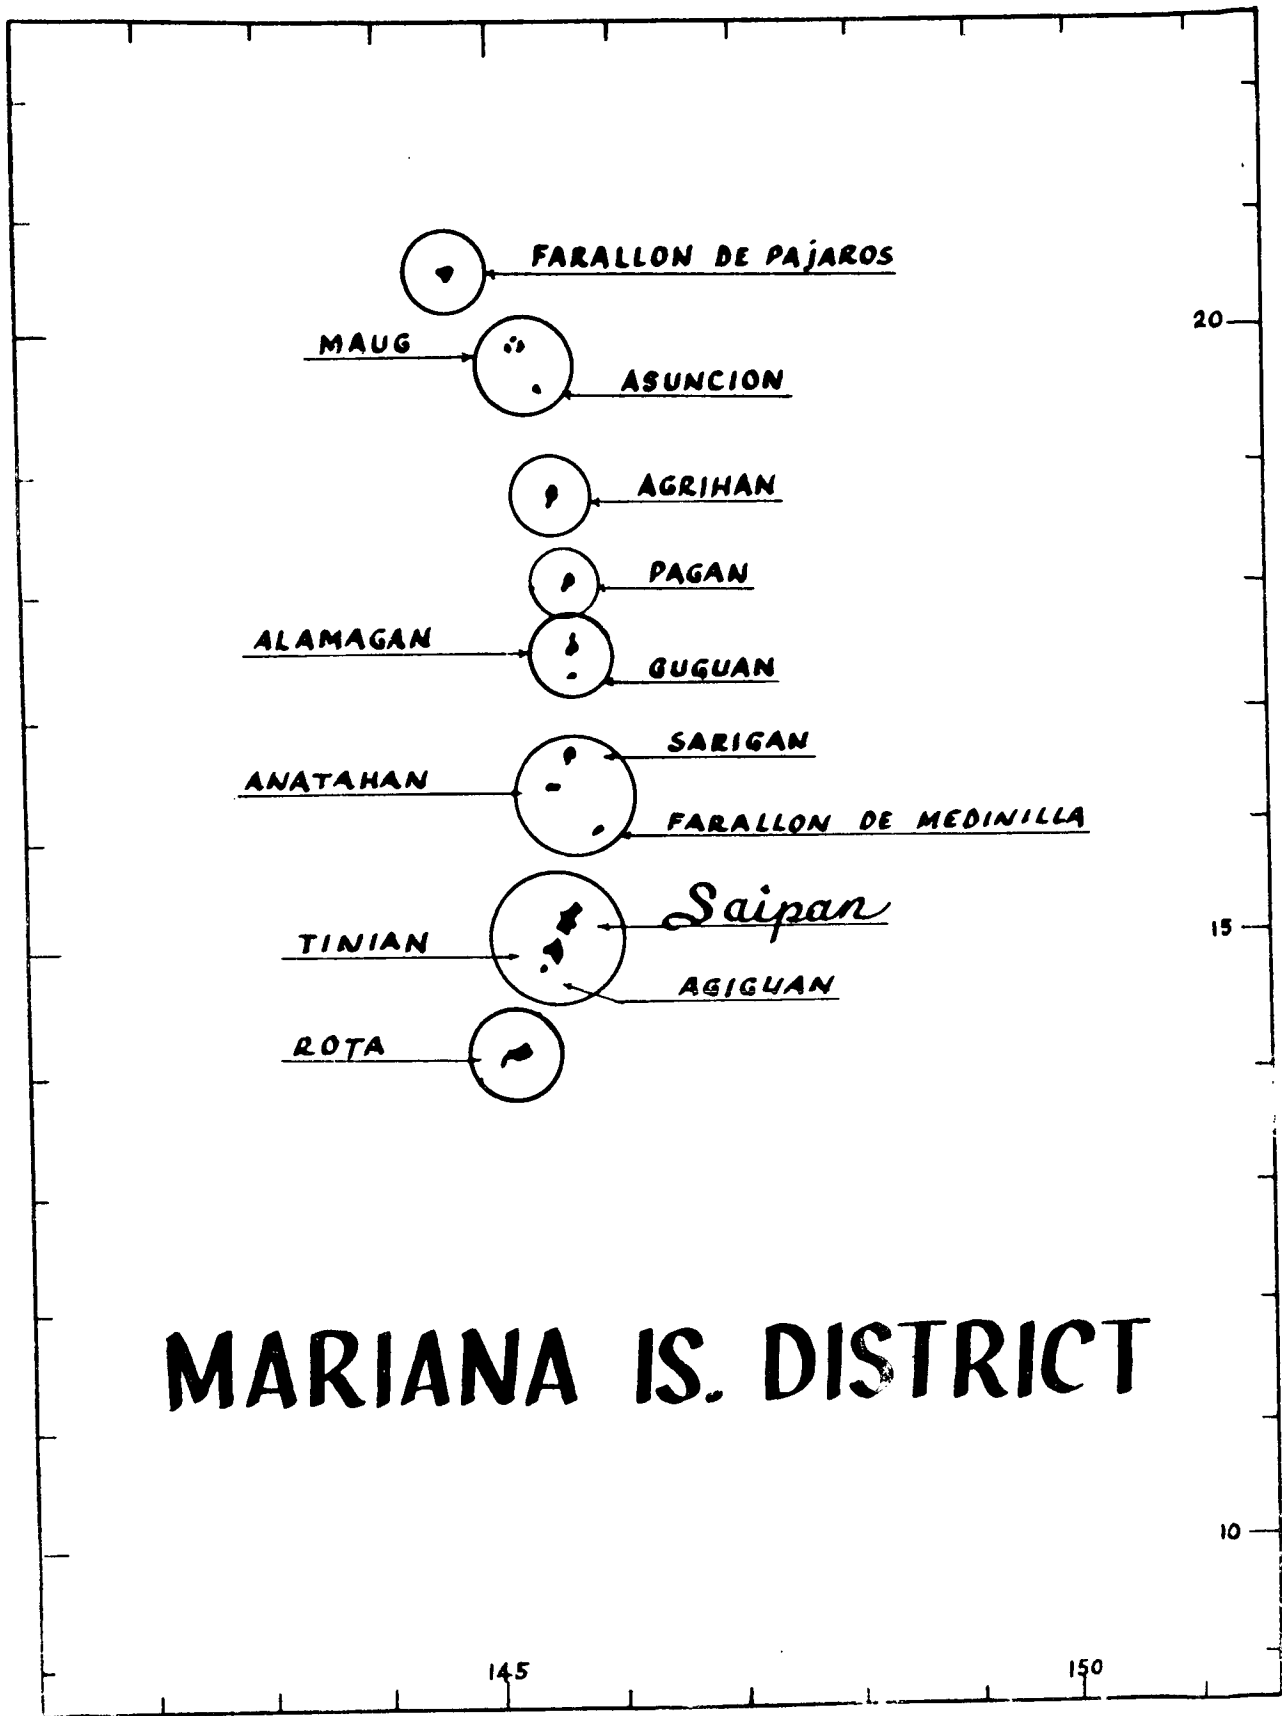 FARALLON DE PAJAROS
MAUG
20
ASUNCION
AGRIHAN
PAGAN
ALAMAGAN
GUGUAN
SARIGAN
ANATAHAN
FARALLON DE MEDINILLA
Saipan
15
TINIAN
AGIGUAN
ROTA
MARIANA IS. DISTRICT
10
145
150